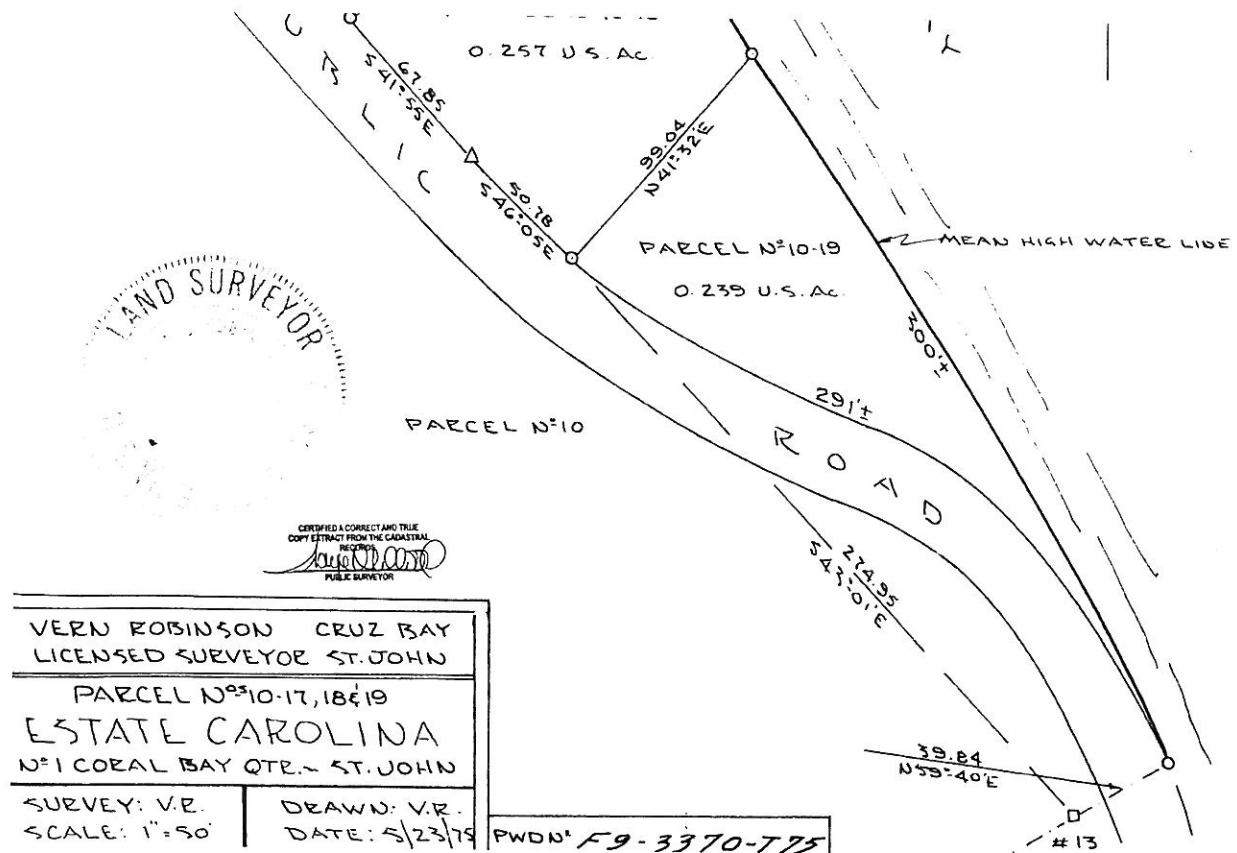 0.257 U.S. Ac.
67.85
S 41°55 E
50.78
S 46°05 E
99.04
N 41°32' E
PARCEL Nº 10-19
0.239 U.S. Ac.
MEAN HIGH WATER LINE
300'±
291'±
BLIC
ROAD
LAND SURVEYOR
PARCEL Nº 10
274.95
S 43°01' E
39.84
N 59°40' E
#13
CERTIFIED A CORRECT AND TRUE
COPY EXTRACT FROM THE CADASTRAL
RECORDS
PUBLIC SURVEYOR
VERN ROBINSON CRUZ BAY
LICENSED SURVEYOR ST. JOHN
PARCEL Nºs 10-17, 18 & 19
ESTATE CAROLINA
Nº 1 CORAL BAY QTR. ~ ST. JOHN
SURVEY: V.R.
SCALE: 1"=50'
DRAWN: V.R.
DATE: 5/23/75
PWD Nº F9-3370-T75